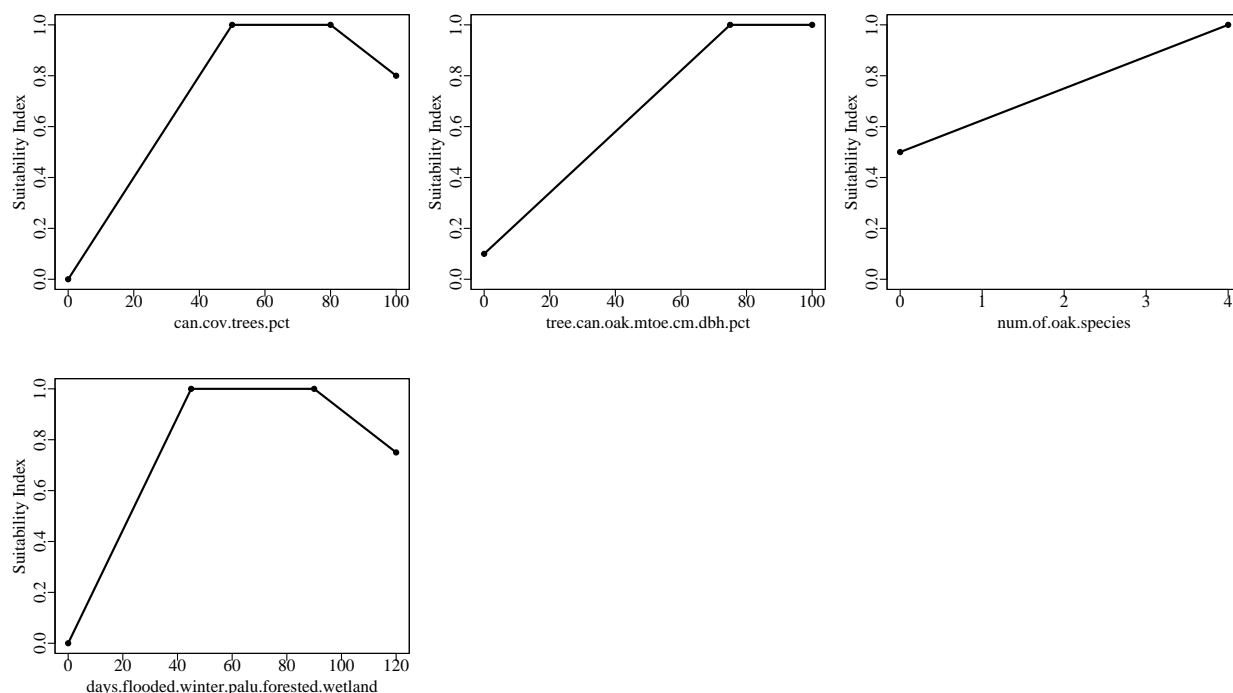 Suitability Index
0.0 0.2 0.4 0.6 0.8 1.0
0 20 40 60 80 100
can.cov.trees.pct
Suitability Index
0.0 0.2 0.4 0.6 0.8 1.0
0 20 40 60 80 100
tree.can.oak.mtoe.cm.dbh.pct
Suitability Index
0.0 0.2 0.4 0.6 0.8 1.0
0 1 2 3 4
num.of.oak.species
Suitability Index
0.0 0.2 0.4 0.6 0.8 1.0
0 20 40 60 80 100 120
days.flooded.winter.palu.forested.wetland